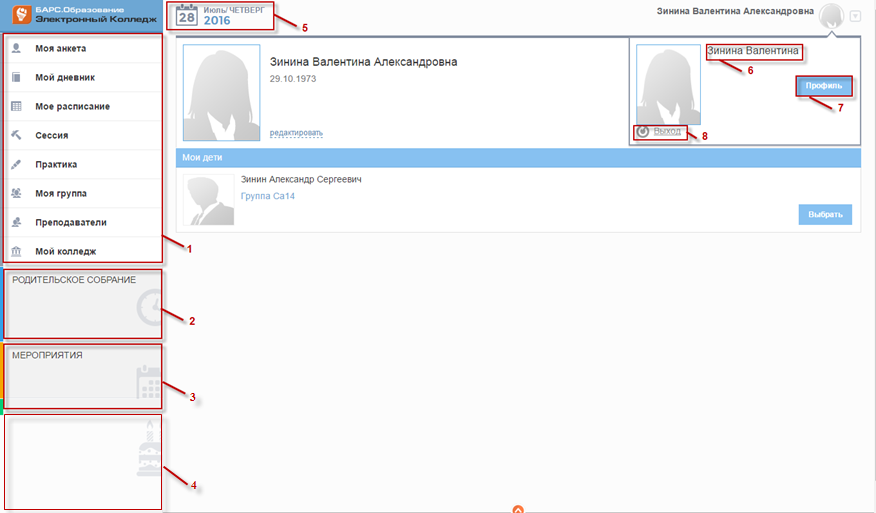 БАРС.Образование
Электронный Колледж
28
Июль/ ЧЕТВЕРГ
2016
5
Зинина Валентина Александровна
Моя анкета
Мой дневник
Мое расписание
Сессия
Практика
Моя группа
Преподаватели
Мой колледж
1
РОДИТЕЛЬСКОЕ СОБРАНИЕ
2
МЕРОПРИЯТИЯ
3
4
Зинина Валентина Александровна
29.10.1973
редактировать
Зинина Валентина
6
Профиль
7
Выход
8
Мои дети
Зинин Александр Сергеевич
Группа Са14
Выбрать